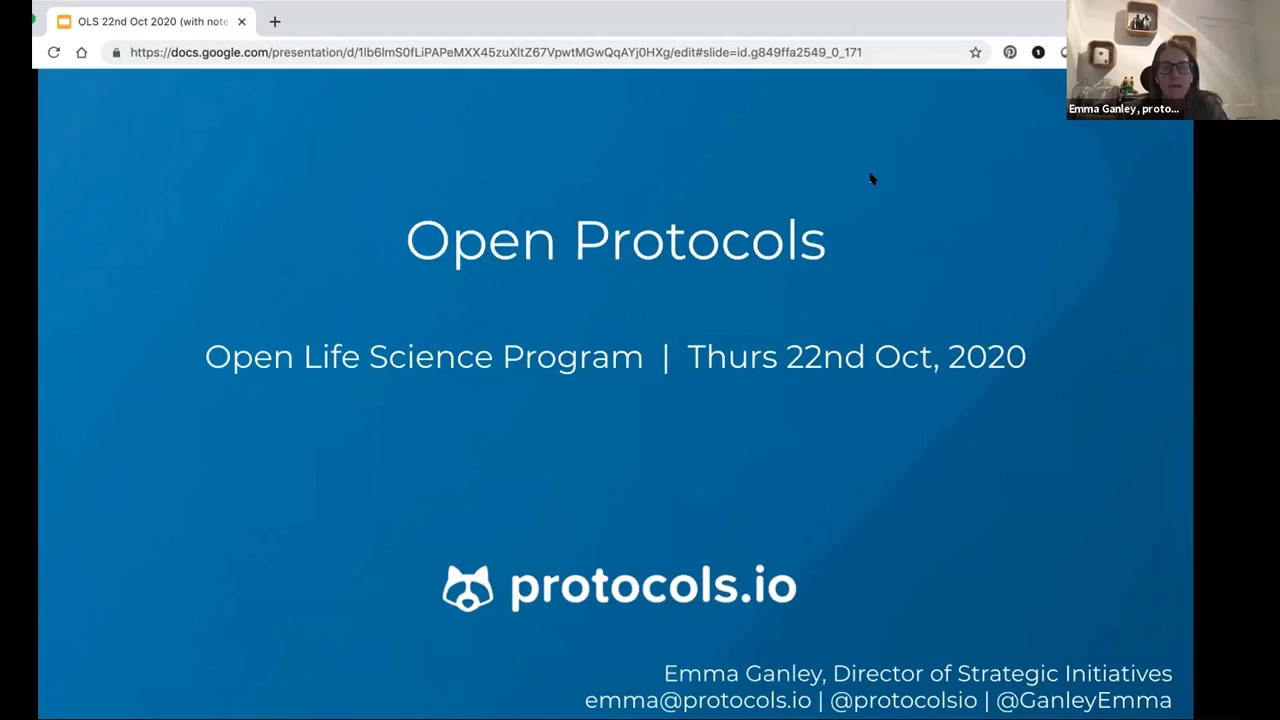 OLS 22nd Oct 2020 (with note
https://docs.google.com/presentation/d/1lb6lmS0fLiPAPeMXX45zuXltZ67VpwtMGwQqAYj0HXg/edit#slide=id.g849ffa2549_0_171
Emma Ganley, proto...
Open Protocols
Open Life Science Program | Thurs 22nd Oct, 2020
protocols.io
Emma Ganley, Director of Strategic Initiatives
emma@protocols.io | @protocolsio | @GanleyEmma